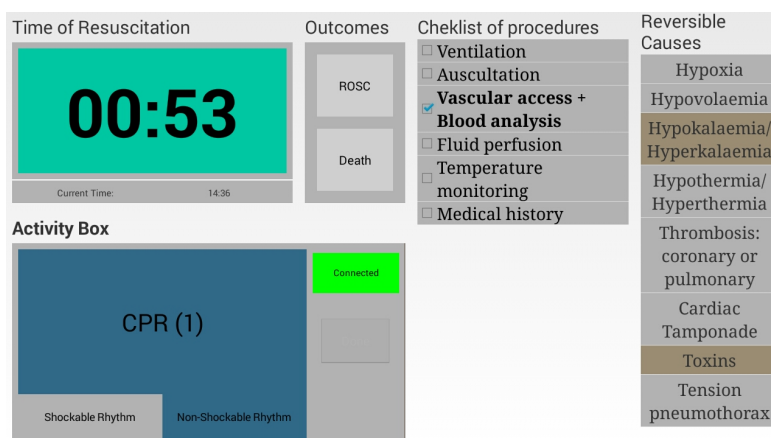 Time of Resuscitation
00:53
Current Time: 14:36
Outcomes
ROSC
Death
Cheklist of procedures
Ventilation
Auscultation
Vascular access +
Blood analysis
Fluid perfusion
Temperature
monitoring
Medical history
Reversible
Causes
Hypoxia
Hypovolaemia
Hypokalaemia/
Hyperkalaemia
Hypothermia/
Hyperthermia
Thrombosis:
coronary or
pulmonary
Cardiac
Tamponade
Toxins
Tension
pneumothorax
Activity Box
CPR (1)
Connected
Shockable Rhythm
Non-Shockable Rhythm